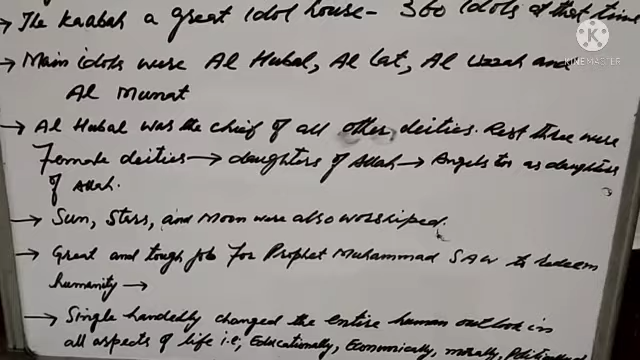 → The Kaabah a great idol house - 360 idols at that time
→ Main idols were Al Hubal, Al Lat, Al Uzzah and
Al Munat
→ Al Hubal was the chief of all other deities. Rest three were
Female deities → daughters of Allah → Angels too as daughters
of Allah.
→ Sun, Stars, and Moon were also worshiped.
→ Great and tough job for Prophet Muhammad SAW to redeem
humanity →
→ Single handedly changed the entire human outlook in
all aspects of life i.e; Educationally, Economically, morally,
KINEMASTER